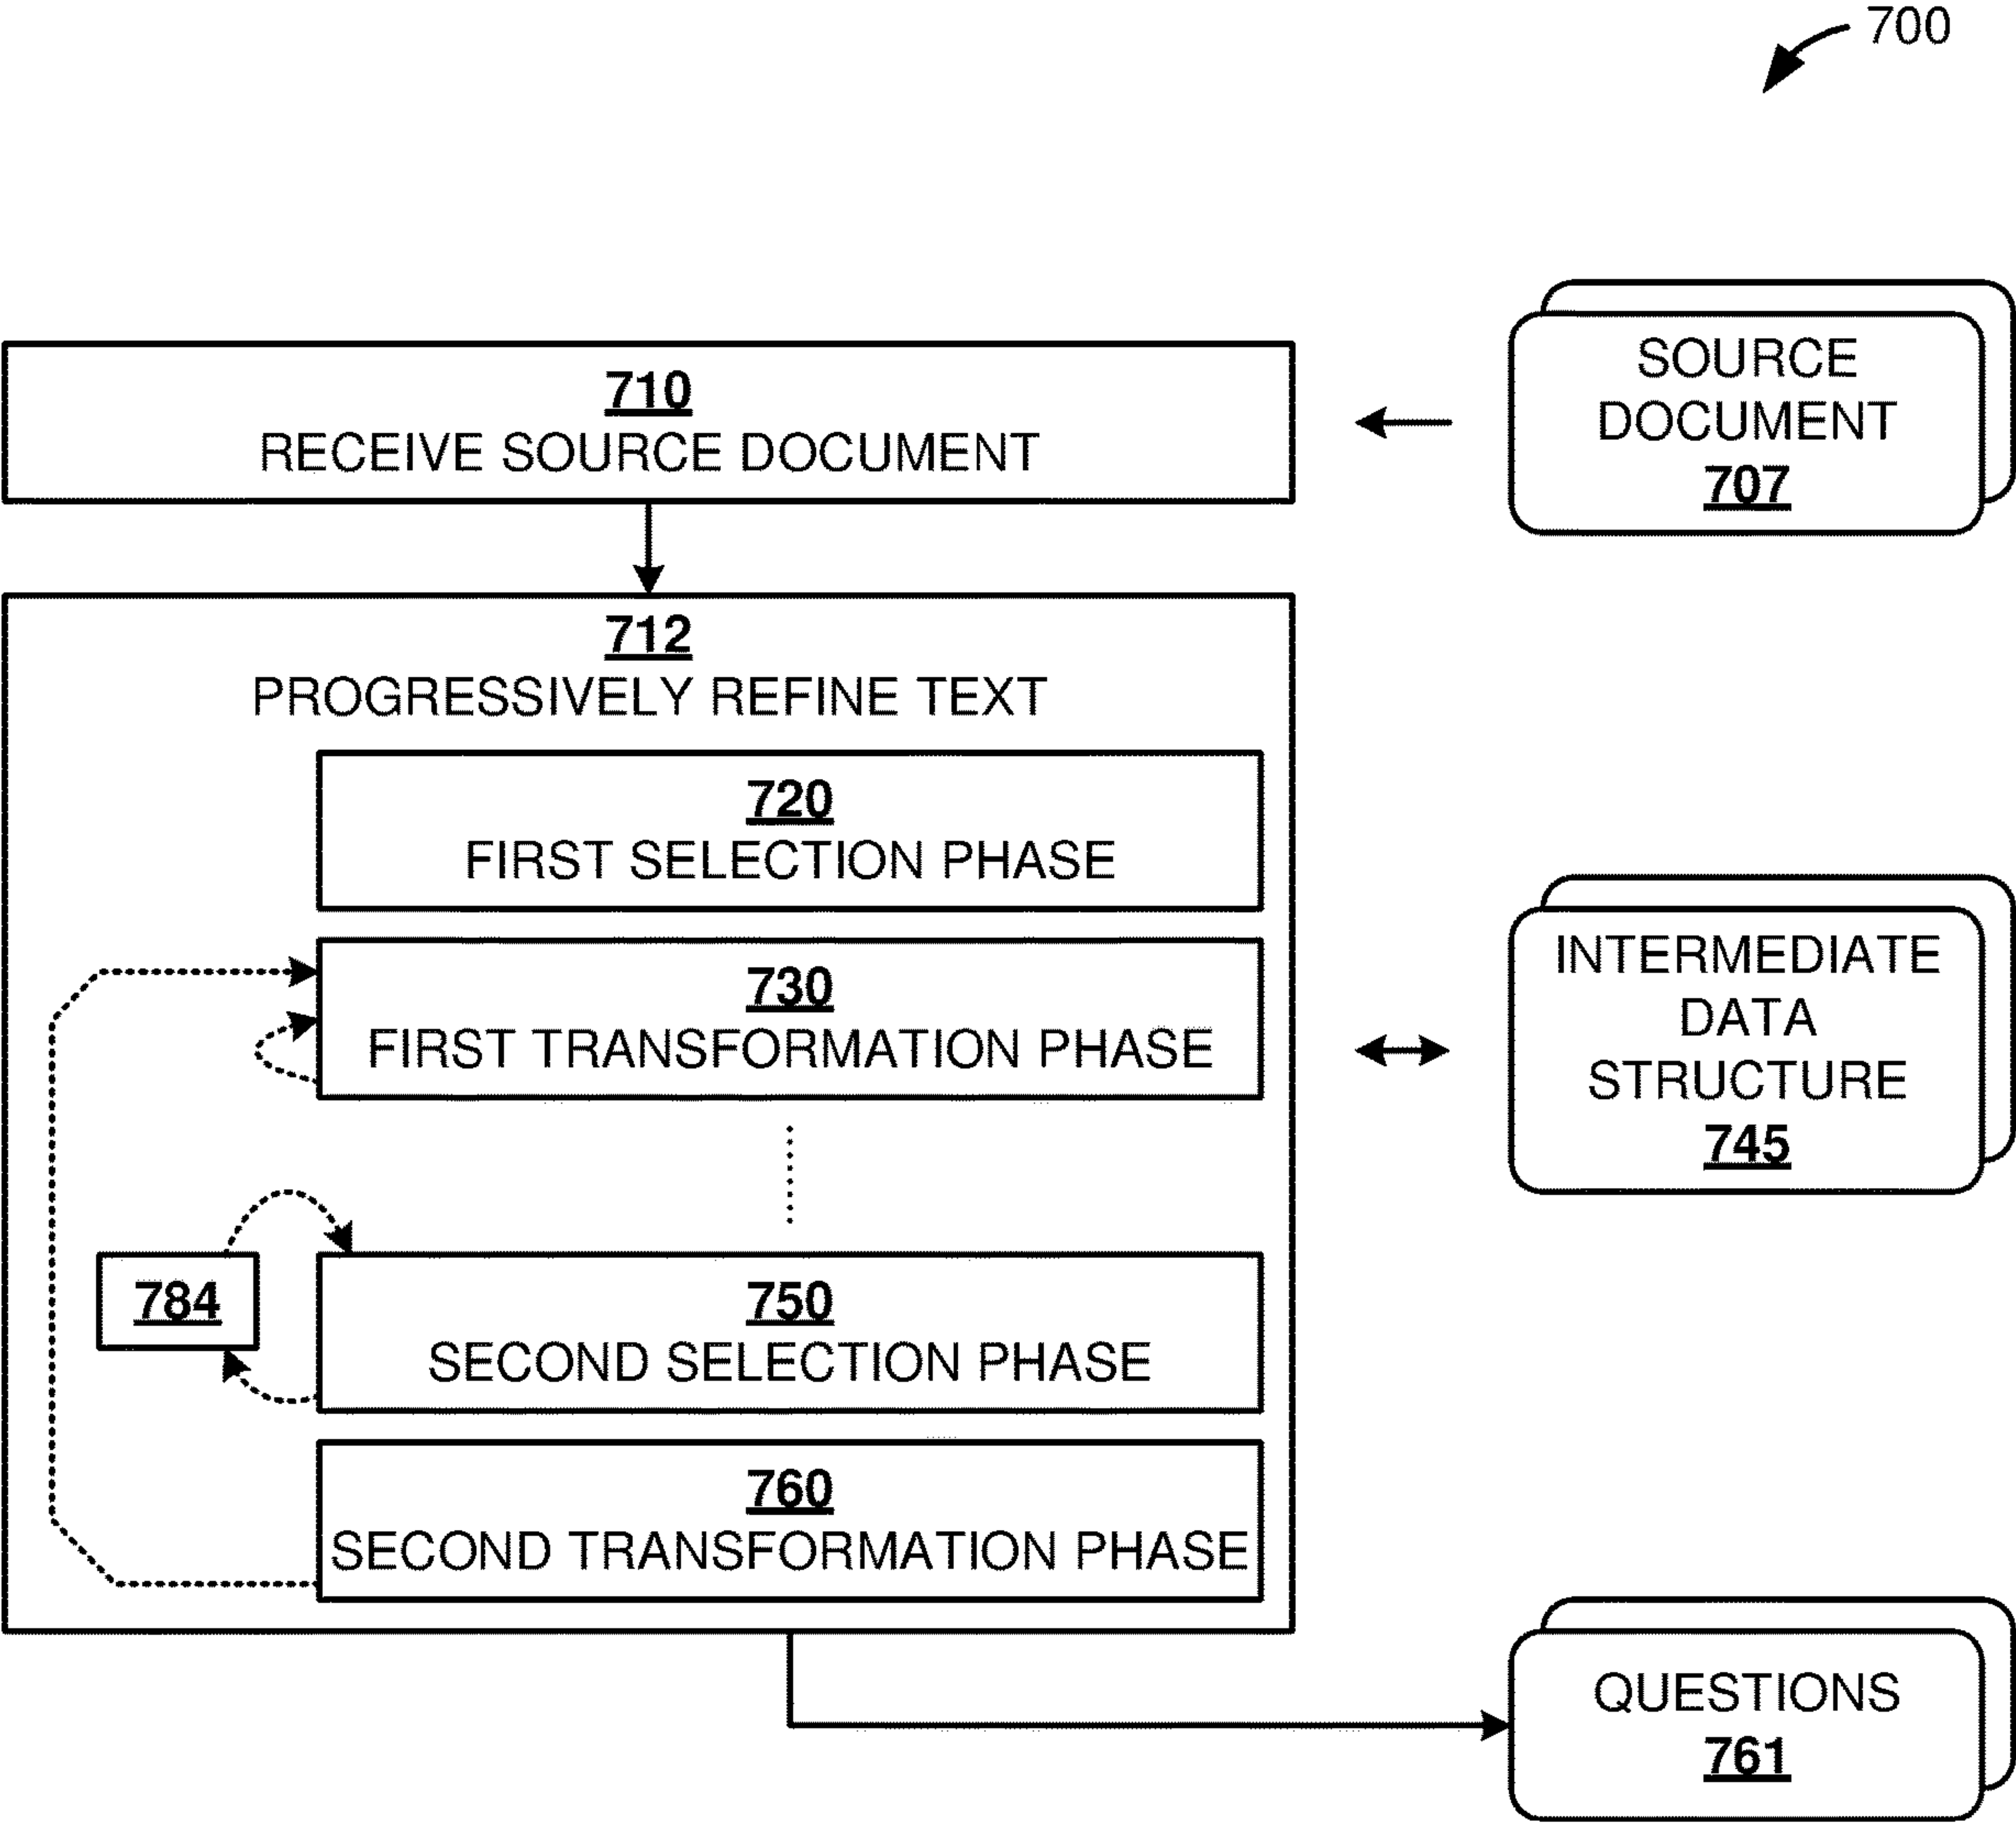 700
710
RECEIVE SOURCE DOCUMENT
SOURCE
DOCUMENT
707
712
PROGRESSIVELY REFINE TEXT
720
FIRST SELECTION PHASE
730
FIRST TRANSFORMATION PHASE
INTERMEDIATE
DATA
STRUCTURE
745
784
750
SECOND SELECTION PHASE
760
SECOND TRANSFORMATION PHASE
QUESTIONS
761